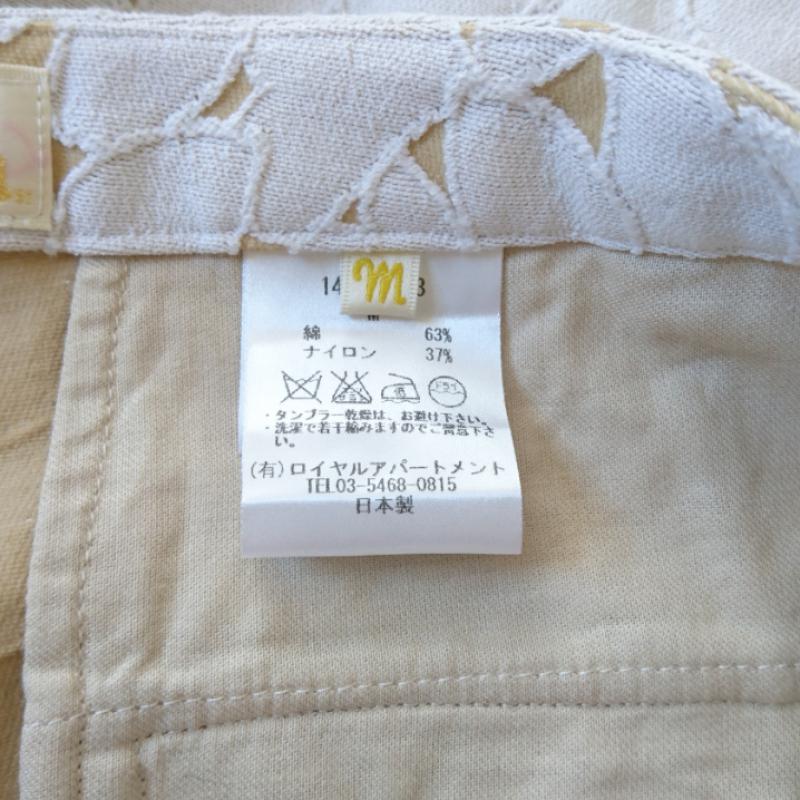 14 3
m
綿 63%
ナイロン 37%
ドライ
・タンブラー乾燥は、お避け下さい。
・洗濯で若干縮みますのでご留意下さ
い。
(有)ロイヤルアパートメント
TEL03-5468-0815
日本製